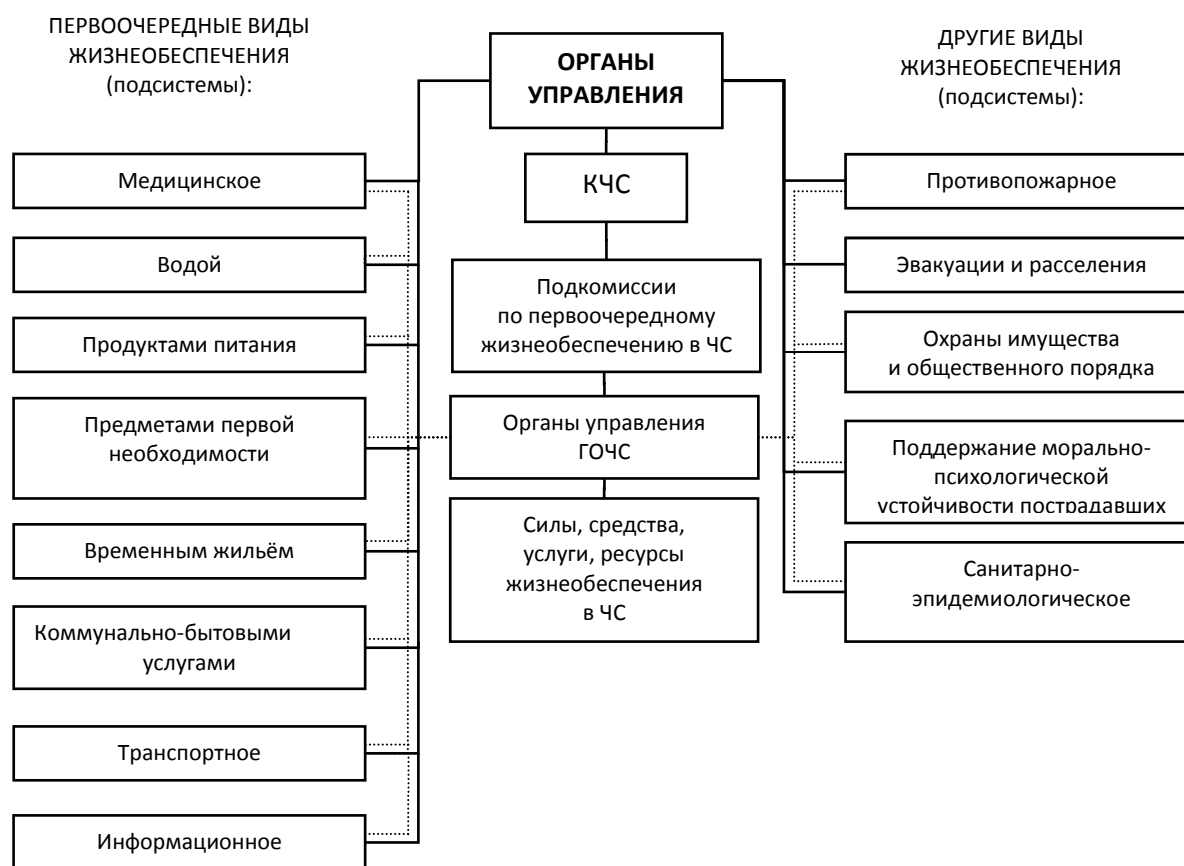 ПЕРВООЧЕРЕДНЫЕ ВИДЫ
ЖИЗНЕОБЕСПЕЧЕНИЯ
(подсистемы):
Медицинское
Водой
Продуктами питания
Предметами первой
необходимости
Временным жильём
Коммунально-бытовыми
услугами
Транспортное
Информационное
ОРГАНЫ
УПРАВЛЕНИЯ
КЧС
Подкомиссии
по первоочередному
жизнеобеспечению в ЧС
Органы управления
ГОЧС
Силы, средства,
услуги, ресурсы
жизнеобеспечения
в ЧС
ДРУГИЕ ВИДЫ
ЖИЗНЕОБЕСПЕЧЕНИЯ
(подсистемы):
Противопожарное
Эвакуации и расселения
Охраны имущества
и общественного порядка
Поддержание морально-
психологической
устойчивости пострадавших
Санитарно-
эпидемиологическое